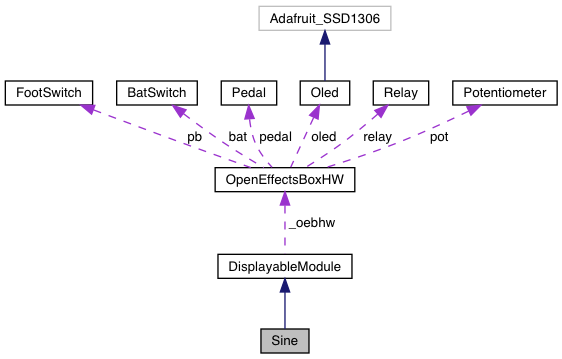 Adafruit_SSD1306
FootSwitch BatSwitch Pedal Oled Relay Potentiometer
pb bat pedal oled relay pot
OpenEffectsBoxHW
_oebhw
DisplayableModule
Sine